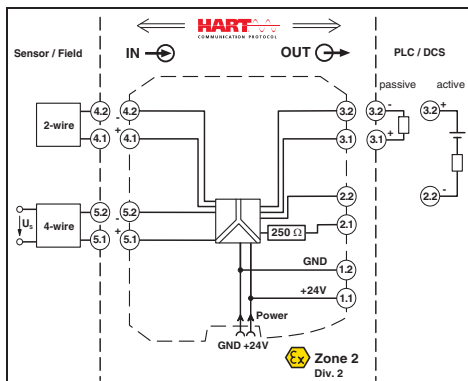 HART
COMMUNICATION PROTOCOL
Sensor / Field
IN
OUT
PLC / DCS
passive
active
2-wire
4.2
4.1
4.2
-
+
4.1
3.2
3.1
3.2
-
+
3.1
3.2
+
2.2
-
Us
4-wire
5.2
5.1
5.2
-
+
5.1
2.2
250 Ω
2.1
GND
1.2
+24V
1.1
Power
GND +24V
Ex
Zone 2
Div. 2